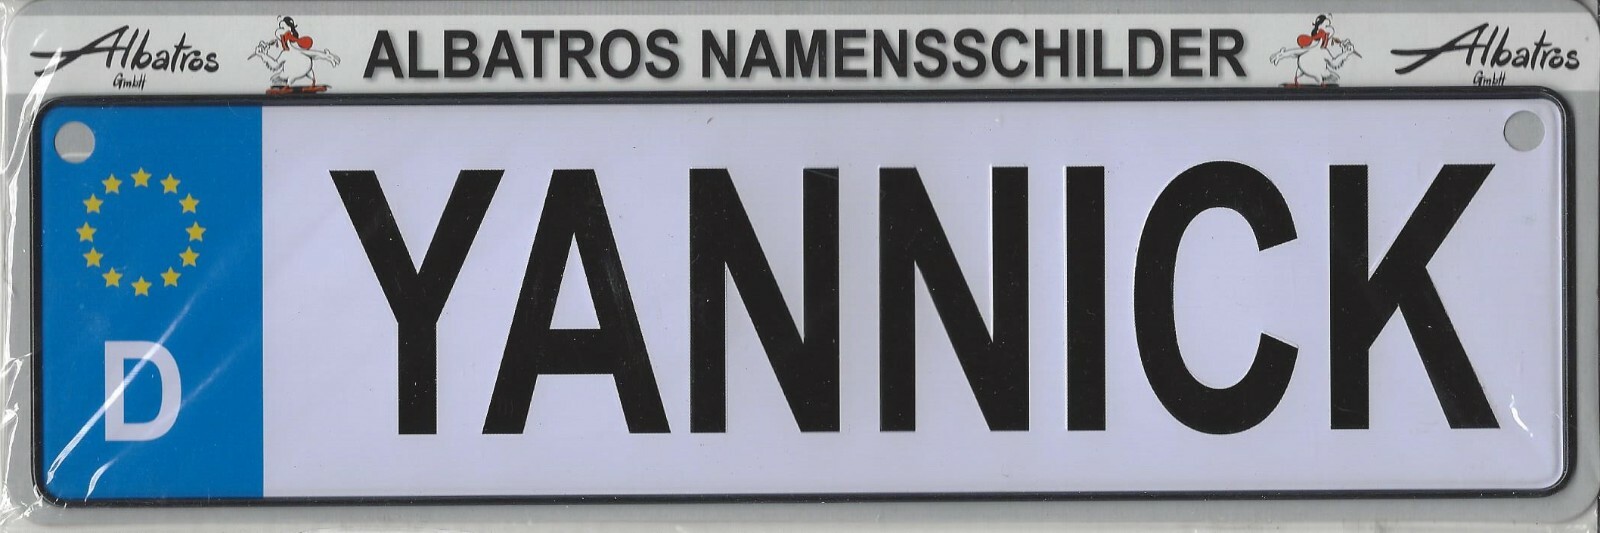 Albatros GmbH
ALBATROS NAMENSSCHILDER
Albatros GmbH
D
YANNICK